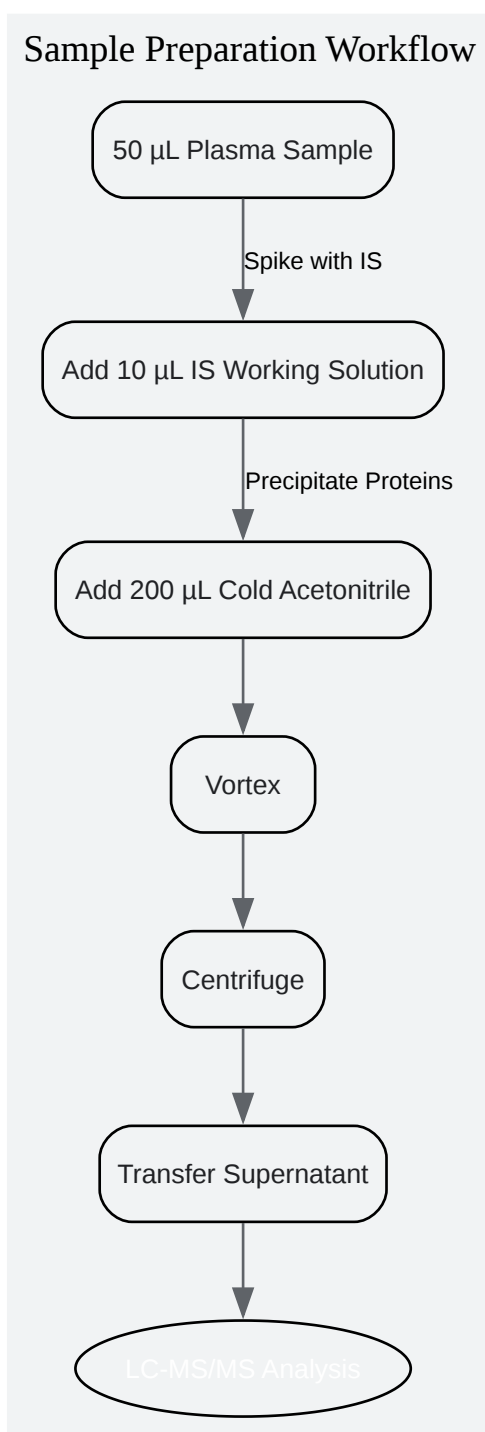 Sample Preparation Workflow
50 µL Plasma Sample
Spike with IS
Add 10 µL IS Working Solution
Precipitate Proteins
Add 200 µL Cold Acetonitrile
Vortex
Centrifuge
Transfer Supernatant
LC-MS/MS Analysis